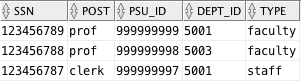 SSN POST PSU_ID DEPT_ID TYPE
123456789 prof 999999999 5001 faculty
123456788 prof 999999998 5003 faculty
123456787 clerk 999999997 5001 staff